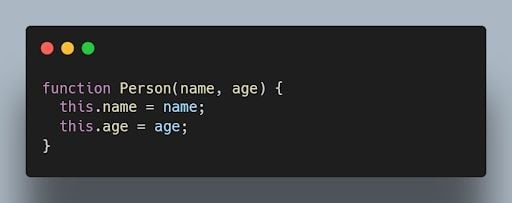 function Person(name, age) {
  this.name = name;
  this.age = age;
}